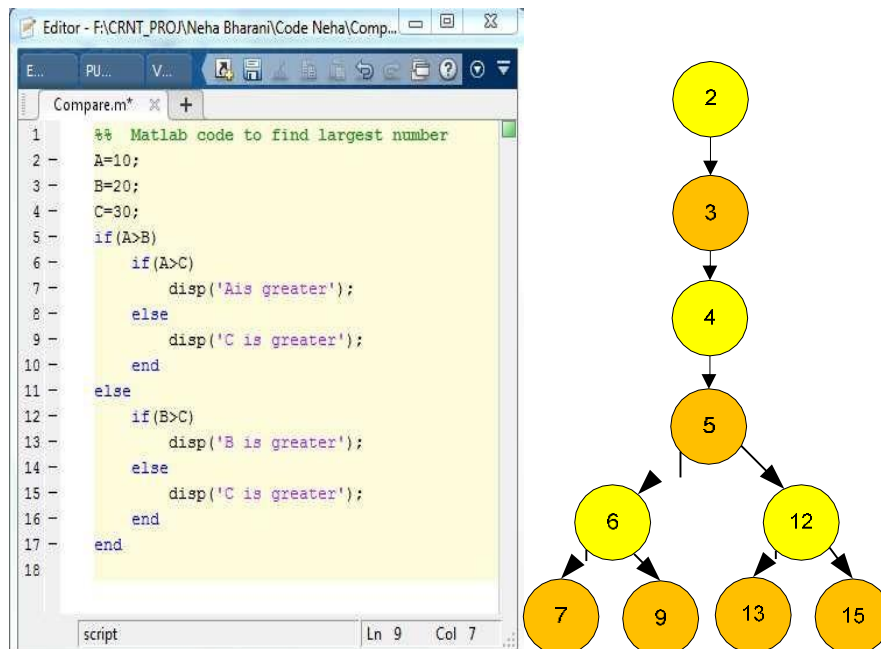 Editor - F:\CRNT_PROJ\Neha Bharani\Code Neha\Comp...
E... PU... V...
Compare.m*
1 %% Matlab code to find largest number
2 - A=10;
3 - B=20;
4 - C=30;
5 - if(A>B)
6 - if(A>C)
7 - disp('Ais greater');
8 - else
9 - disp('C is greater');
10 - end
11 - else
12 - if(B>C)
13 - disp('B is greater');
14 - else
15 - disp('C is greater');
16 - end
17 - end
18
script Ln 9 Col 7
2
3
4
5
6 12
7 9 13 15